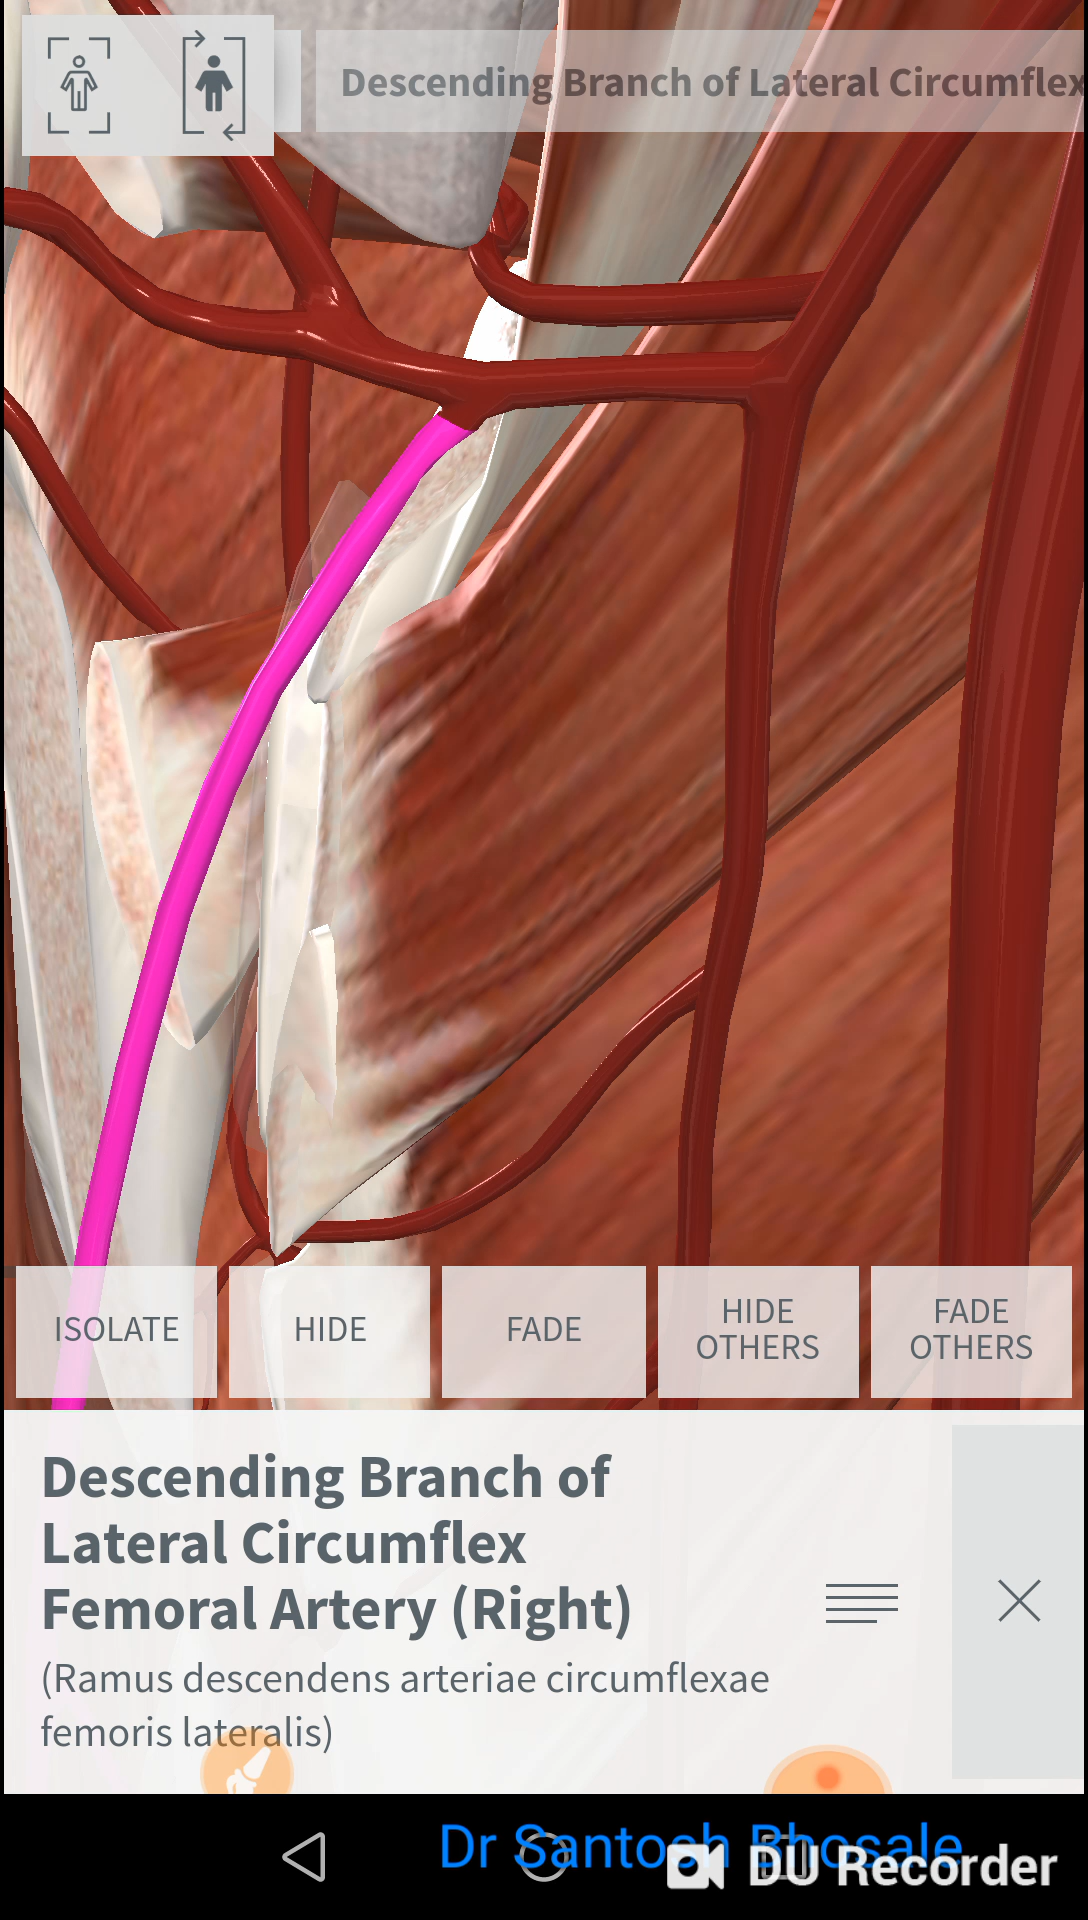 Descending Branch of Lateral Circumflex
ISOLATE
HIDE
FADE
HIDE
OTHERS
FADE
OTHERS
Descending Branch of
Lateral Circumflex
Femoral Artery (Right)
(Ramus descendens arteriae circumflexae
femoris lateralis)
Dr Santosh Bhosale
DU Recorder